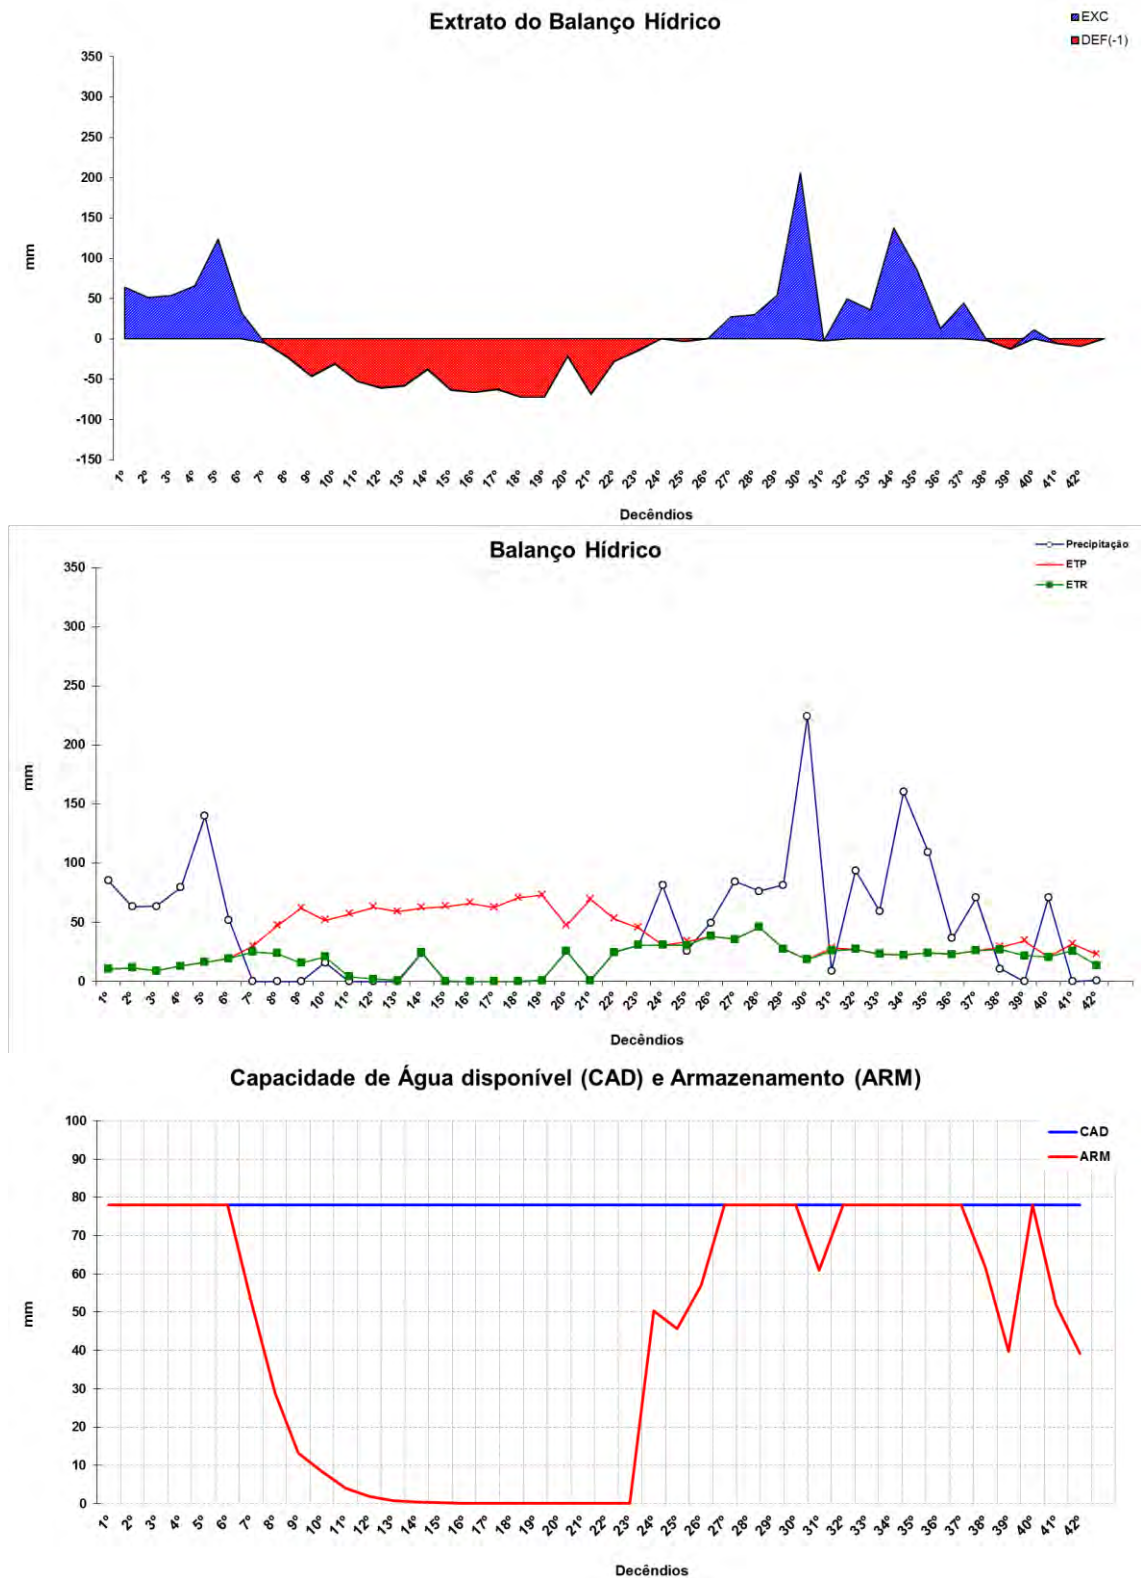 Extrato do Balanço Hídrico
EXC
DEF(-1)
350
300
250
200
150
100
50
0
-50
-100
-150
mm
1º 2º 3º 4º 5º 6º 7º 8º 9º 10º 11º 12º 13º 14º 15º 16º 17º 18º 19º 20º 21º 22º 23º 24º 25º 26º 27º 28º 29º 30º 31º 32º 33º 34º 35º 36º 37º 38º 39º 40º 41º 42º
Decêndios
Balanço Hídrico
Precipitação
ETP
ETR
350
300
250
200
150
100
50
0
mm
1º 2º 3º 4º 5º 6º 7º 8º 9º 10º 11º 12º 13º 14º 15º 16º 17º 18º 19º 20º 21º 22º 23º 24º 25º 26º 27º 28º 29º 30º 31º 32º 33º 34º 35º 36º 37º 38º 39º 40º 41º 42º
Decêndios
Capacidade de Água disponível (CAD) e Armazenamento (ARM)
CAD
ARM
100
90
80
70
60
50
40
30
20
10
0
mm
1º 2º 3º 4º 5º 6º 7º 8º 9º 10º 11º 12º 13º 14º 15º 16º 17º 18º 19º 20º 21º 22º 23º 24º 25º 26º 27º 28º 29º 30º 31º 32º 33º 34º 35º 36º 37º 38º 39º 40º 41º 42º
Decêndios